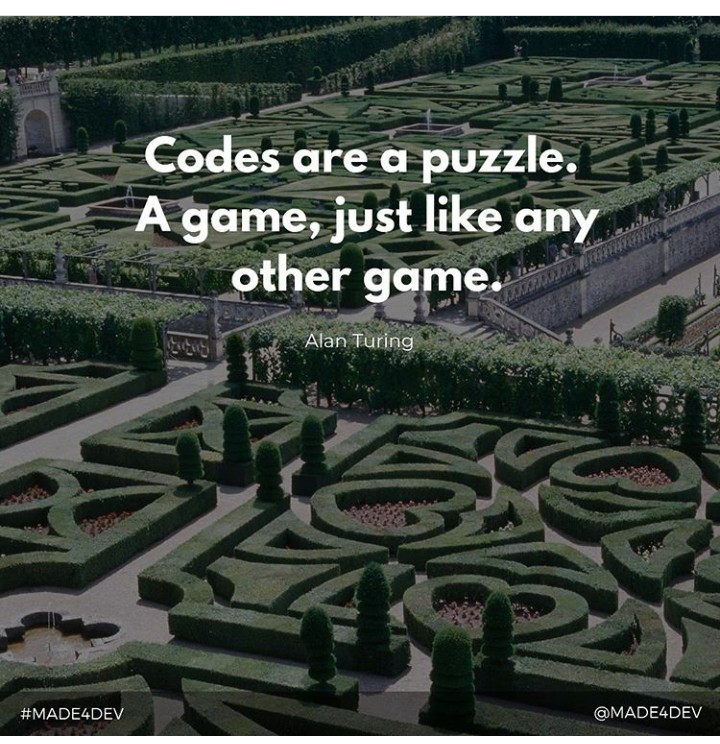 Codes are a puzzle.
A game, just like any
other game.
Alan Turing
#MADE4DEV
@MADE4DEV